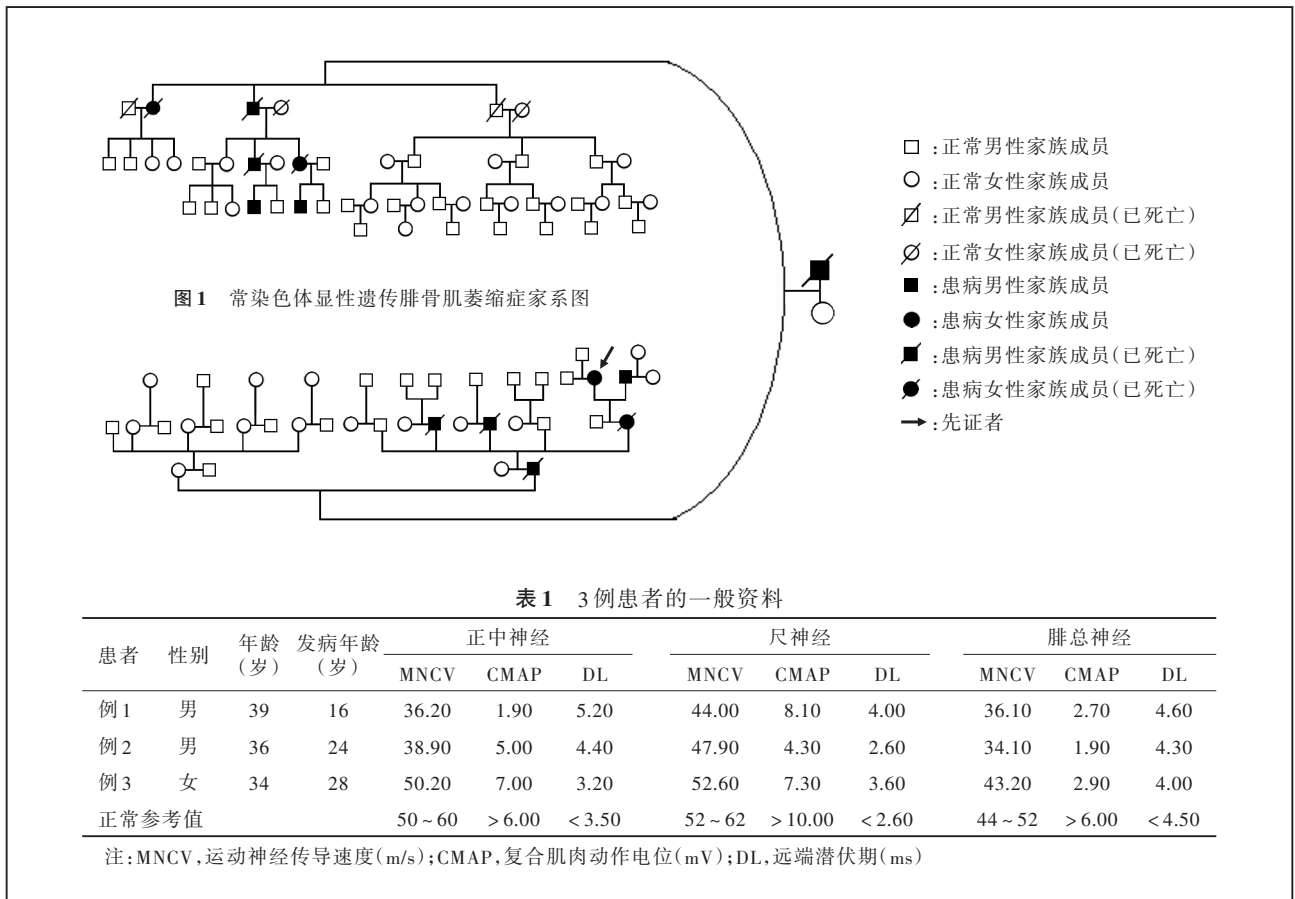 □ :正常男性家族成员
○ :正常女性家族成员
:正常男性家族成员(已死亡)
:正常女性家族成员(已死亡)
■ :患病男性家族成员
● :患病女性家族成员
:患病男性家族成员(已死亡)
:患病女性家族成员(已死亡)
→ :先证者
图1 常染色体显性遗传腓骨肌萎缩症家系图
表1 3例患者的一般资料
患者 性别 年龄(岁) 发病年龄(岁) 正中神经 尺神经 腓总神经
MNCV CMAP DL MNCV CMAP DL MNCV CMAP DL
例1 男 39 16 36.20 1.90 5.20 44.00 8.10 4.00 36.10 2.70 4.60
例2 男 36 24 38.90 5.00 4.40 47.90 4.30 2.60 34.10 1.90 4.30
例3 女 34 28 50.20 7.00 3.20 52.60 7.30 3.60 43.20 2.90 4.00
正常参考值 50~60 >6.00 <3.50 52~62 >10.00 <2.60 44~52 >6.00 <4.50
注:MNCV,运动神经传导速度(m/s);CMAP,复合肌肉动作电位(mV);DL,远端潜伏期(ms)